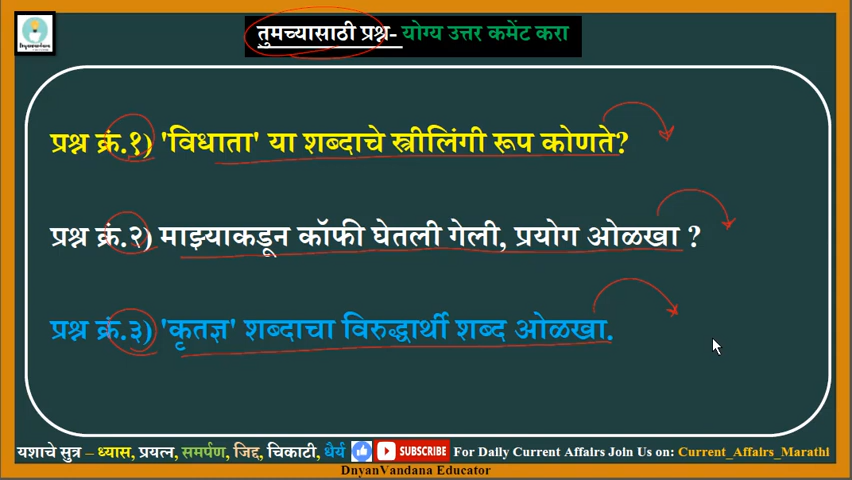 तुमच्यासाठी प्रश्न- योग्य उत्तर कमेंट करा
प्रश्न क्रं.१) 'विधाता' या शब्दाचे स्त्रीलिंगी रूप कोणते?
प्रश्न क्रं.२) माझ्याकडून कॉफी घेतली गेली, प्रयोग ओळखा ?
प्रश्न क्रं.३) 'कृतज्ञ' शब्दाचा विरुद्धार्थी शब्द ओळखा.
यशाचे सुत्र – ध्यास, प्रयत्न, समर्पण, जिद्द, चिकाटी, धैर्य SUBSCRIBE For Daily Current Affairs Join Us on: Current_Affairs_Marathi
DnyanVandana Educator